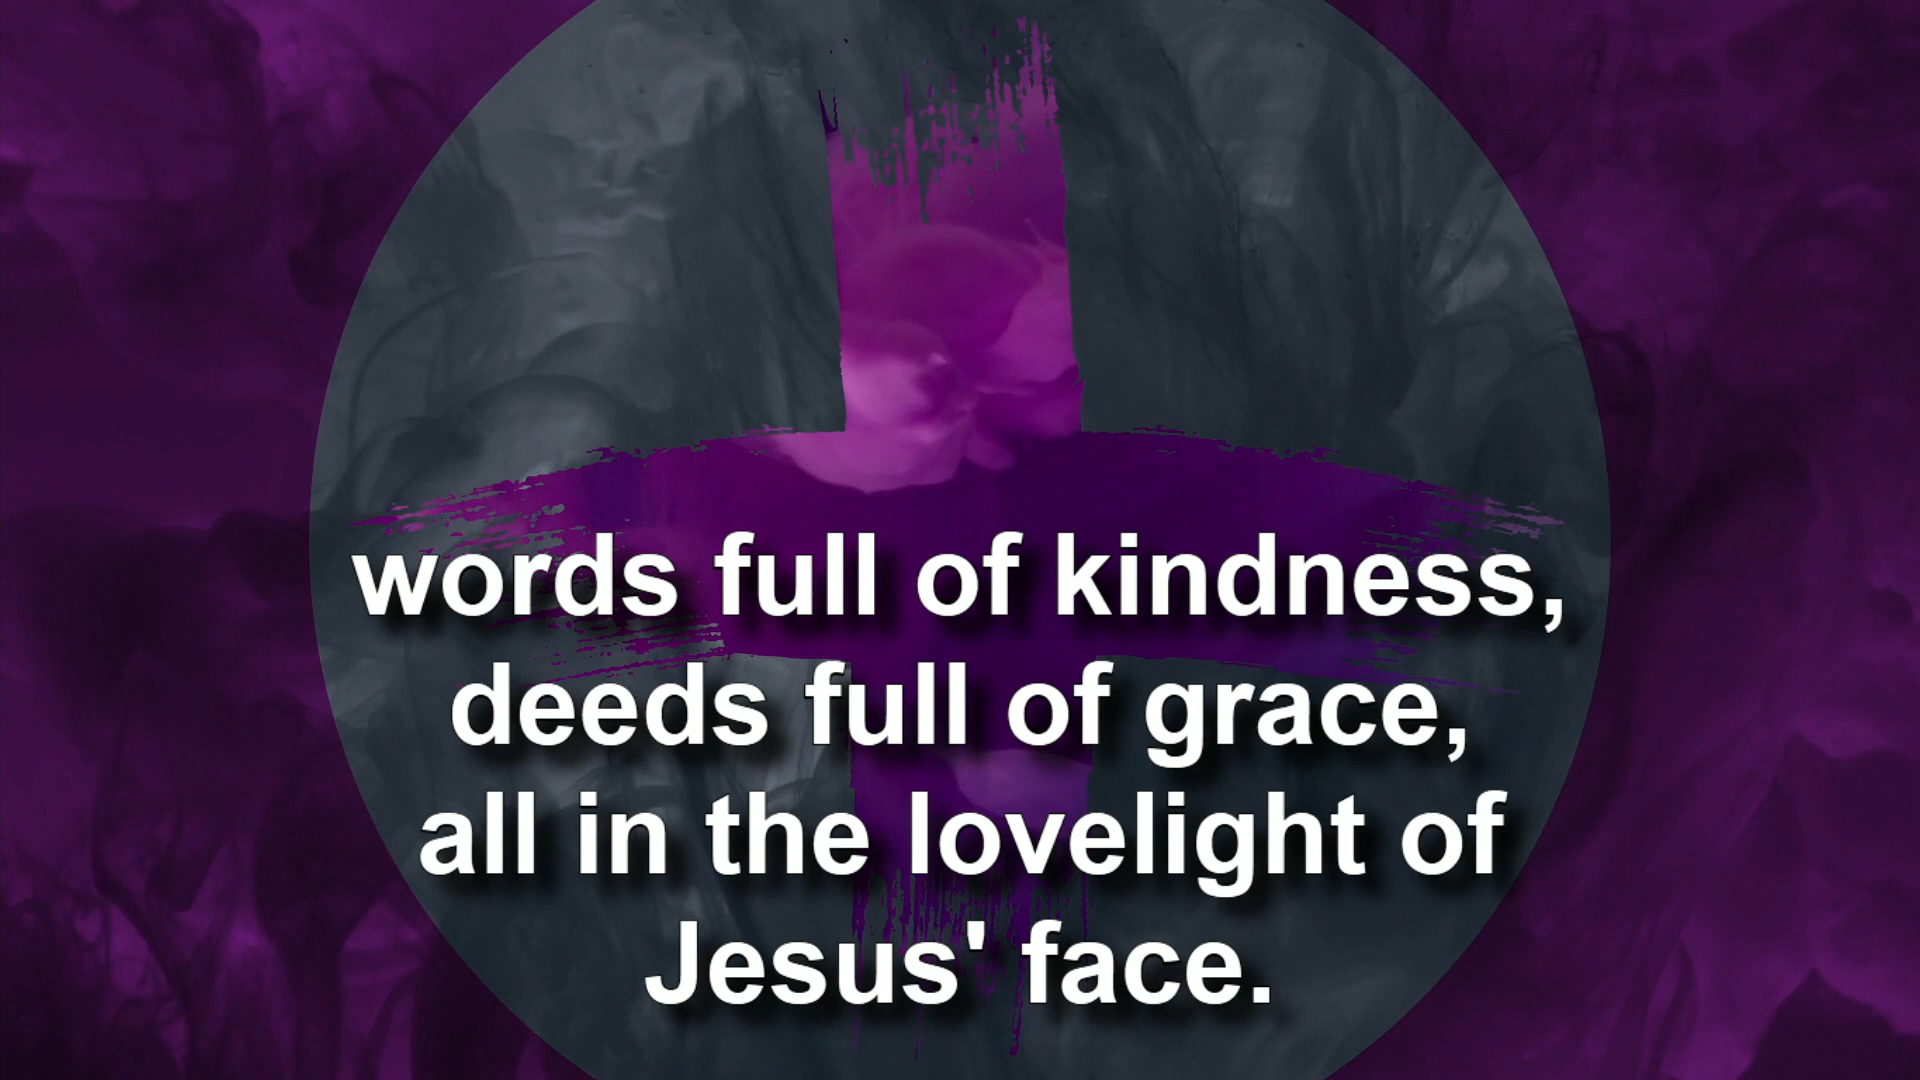 words full of kindness,
deeds full of grace,
all in the lovelight of
Jesus' face.